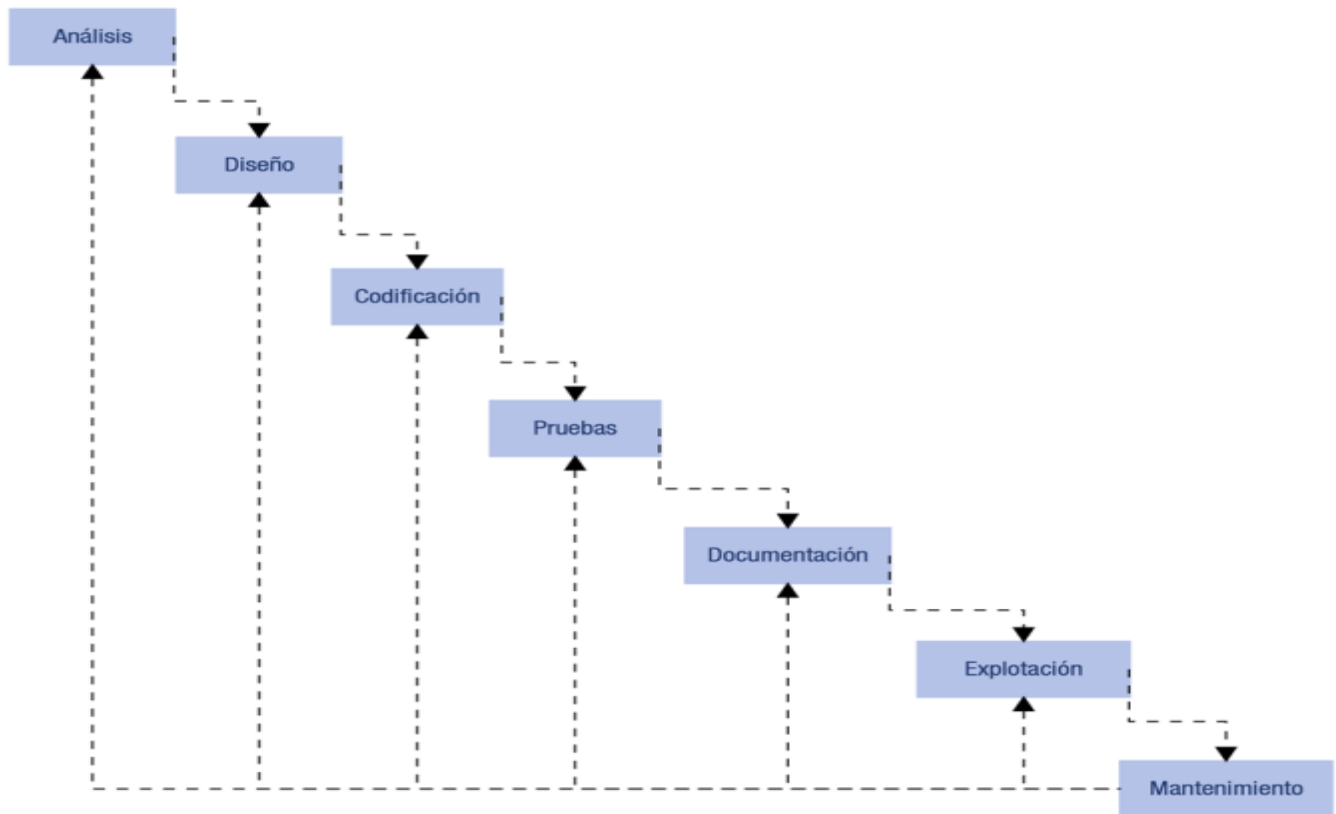 Análisis
Diseño
Codificación
Pruebas
Documentación
Explotación
Mantenimiento